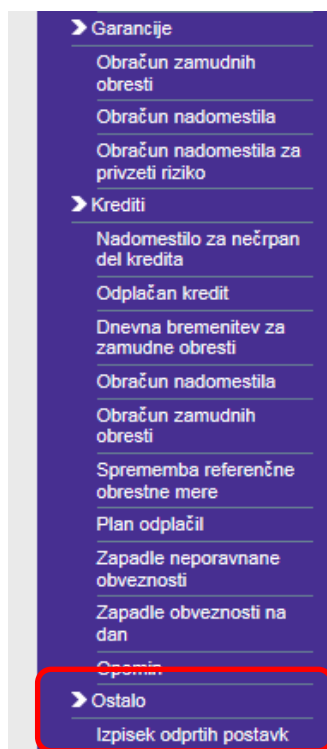 Garancije
Obračun zamudnih
obresti
Obračun nadomestila
Obračun nadomestila za
privzeti riziko
Krediti
Nadomestilo za nečrpan
del kredita
Odplačan kredit
Dnevna bremenitev za
zamudne obresti
Obračun nadomestila
Obračun zamudnih
obresti
Sprememba referenčne
obrestne mere
Plan odplačil
Zapadle neporavnane
obveznosti
Zapadle obveznosti na
dan
Opomin
Ostalo
Izpisek odprtih postavk